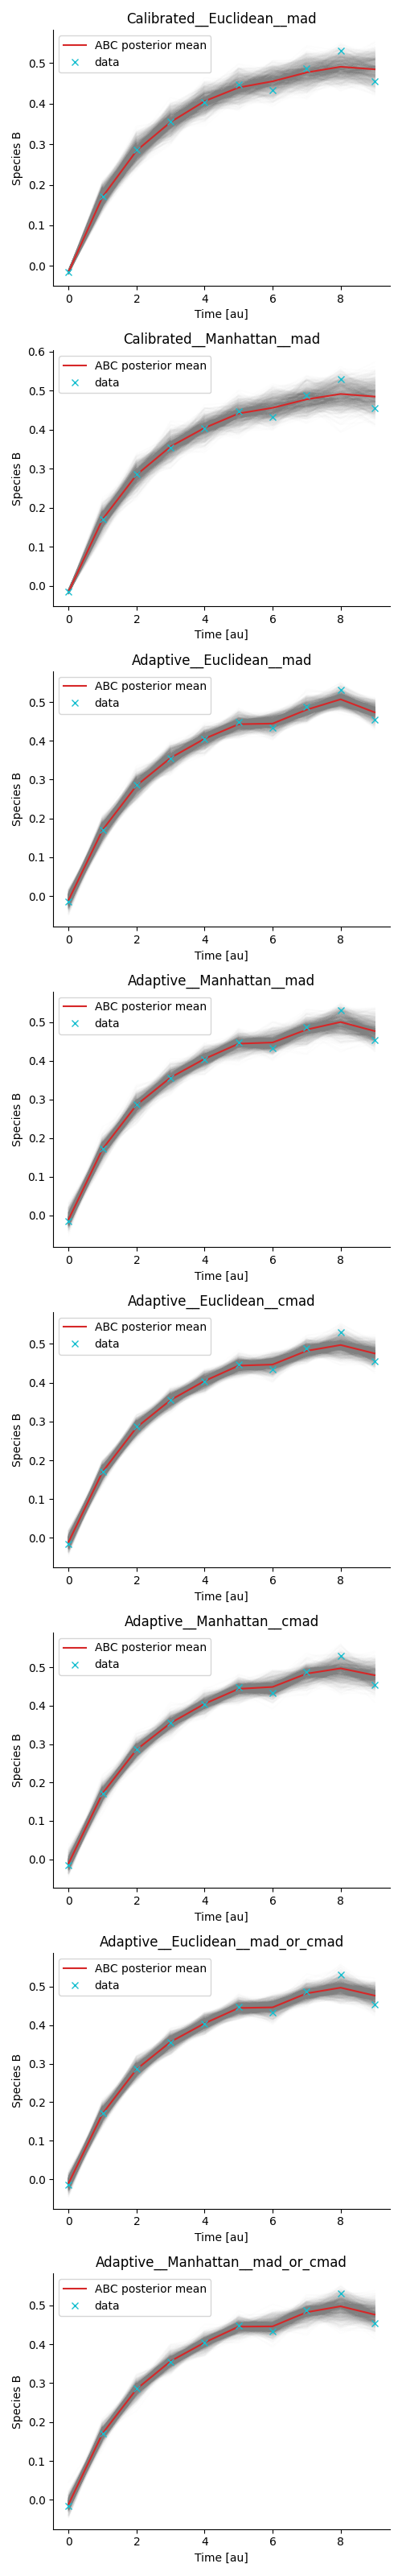 Calibrated__Euclidean__mad
ABC posterior mean
data
Species B
0.5
0.4
0.3
0.2
0.1
0.0
0 2 4 6 8
Time [au]
Calibrated__Manhattan__mad
ABC posterior mean
data
Species B
0.6
0.5
0.4
0.3
0.2
0.1
0.0
0 2 4 6 8
Time [au]
Adaptive__Euclidean__mad
ABC posterior mean
data
Species B
0.5
0.4
0.3
0.2
0.1
0.0
0 2 4 6 8
Time [au]
Adaptive__Manhattan__mad
ABC posterior mean
data
Species B
0.5
0.4
0.3
0.2
0.1
0.0
0 2 4 6 8
Time [au]
Adaptive__Euclidean__cmad
ABC posterior mean
data
Species B
0.5
0.4
0.3
0.2
0.1
0.0
0 2 4 6 8
Time [au]
Adaptive__Manhattan__cmad
ABC posterior mean
data
Species B
0.5
0.4
0.3
0.2
0.1
0.0
0 2 4 6 8
Time [au]
Adaptive__Euclidean__mad_or_cmad
ABC posterior mean
data
Species B
0.5
0.4
0.3
0.2
0.1
0.0
0 2 4 6 8
Time [au]
Adaptive__Manhattan__mad_or_cmad
ABC posterior mean
data
Species B
0.5
0.4
0.3
0.2
0.1
0.0
0 2 4 6 8
Time [au]